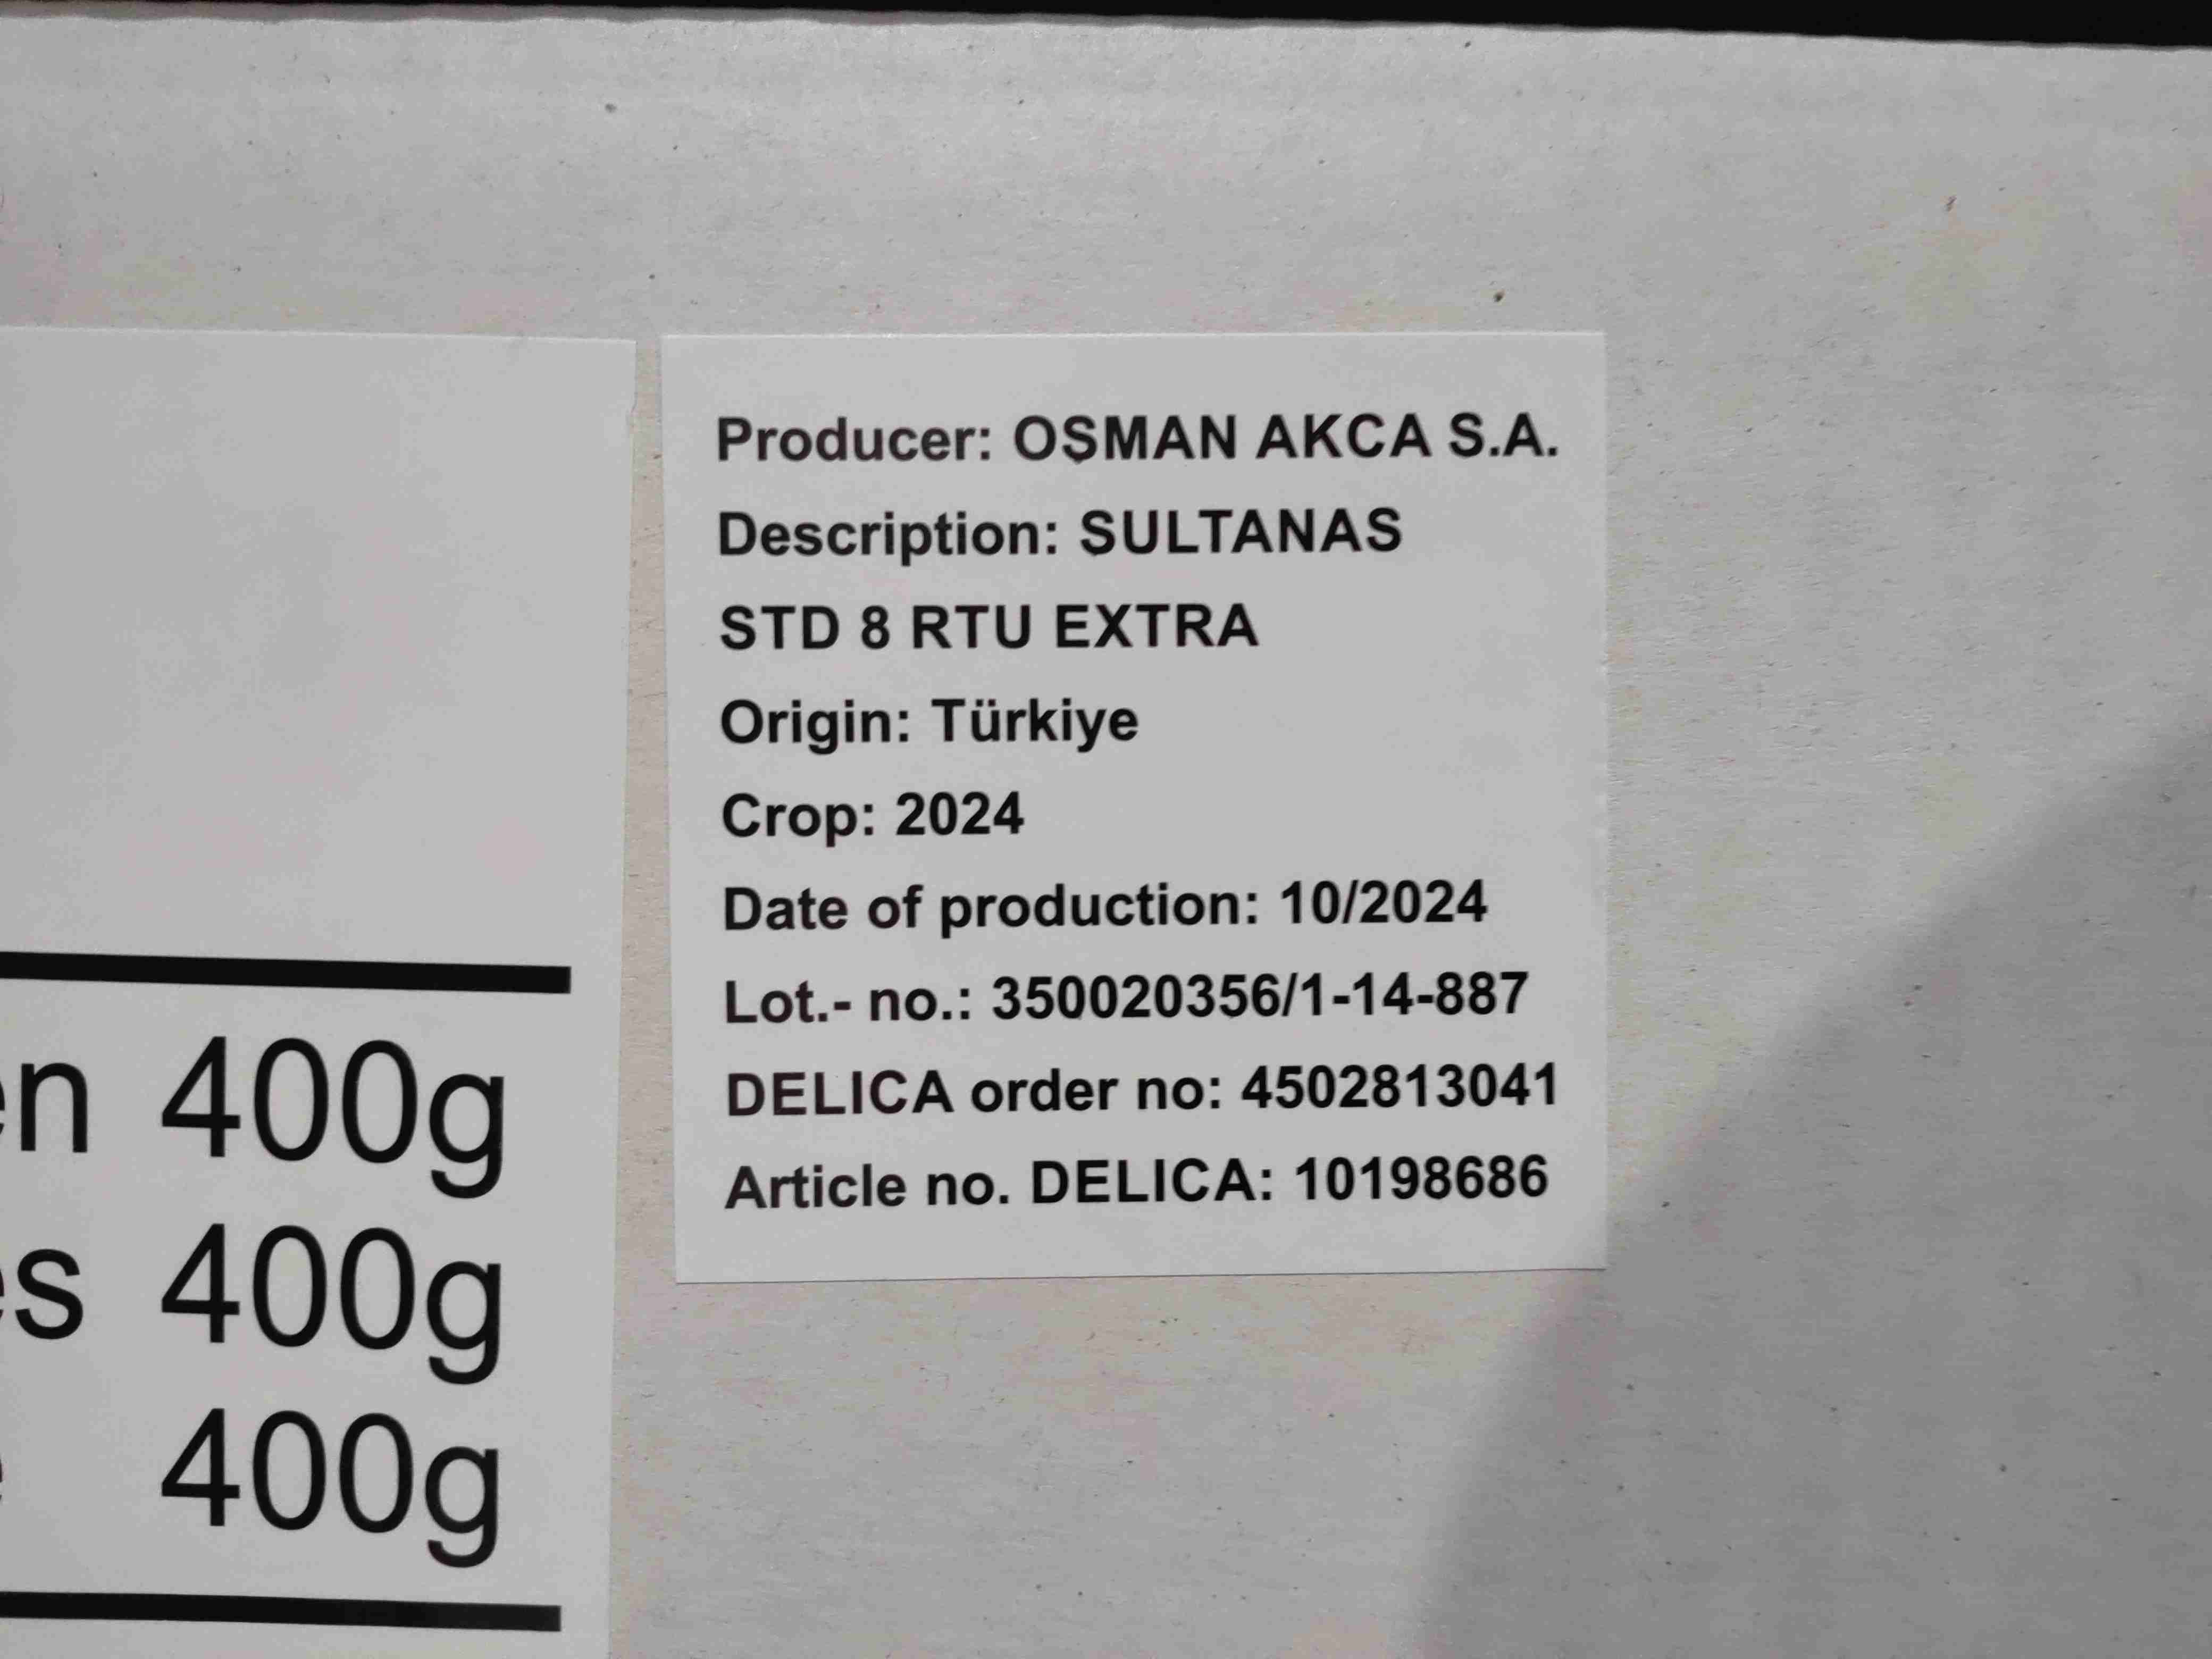 en 400g
es 400g
400g
Producer: OSMAN AKCA S.A.
Description: SULTANAS
STD 8 RTU EXTRA
Origin: Türkiye
Crop: 2024
Date of production: 10/2024
Lot.- no.: 350020356/1-14-887
DELICA order no: 4502813041
Article no. DELICA: 10198686